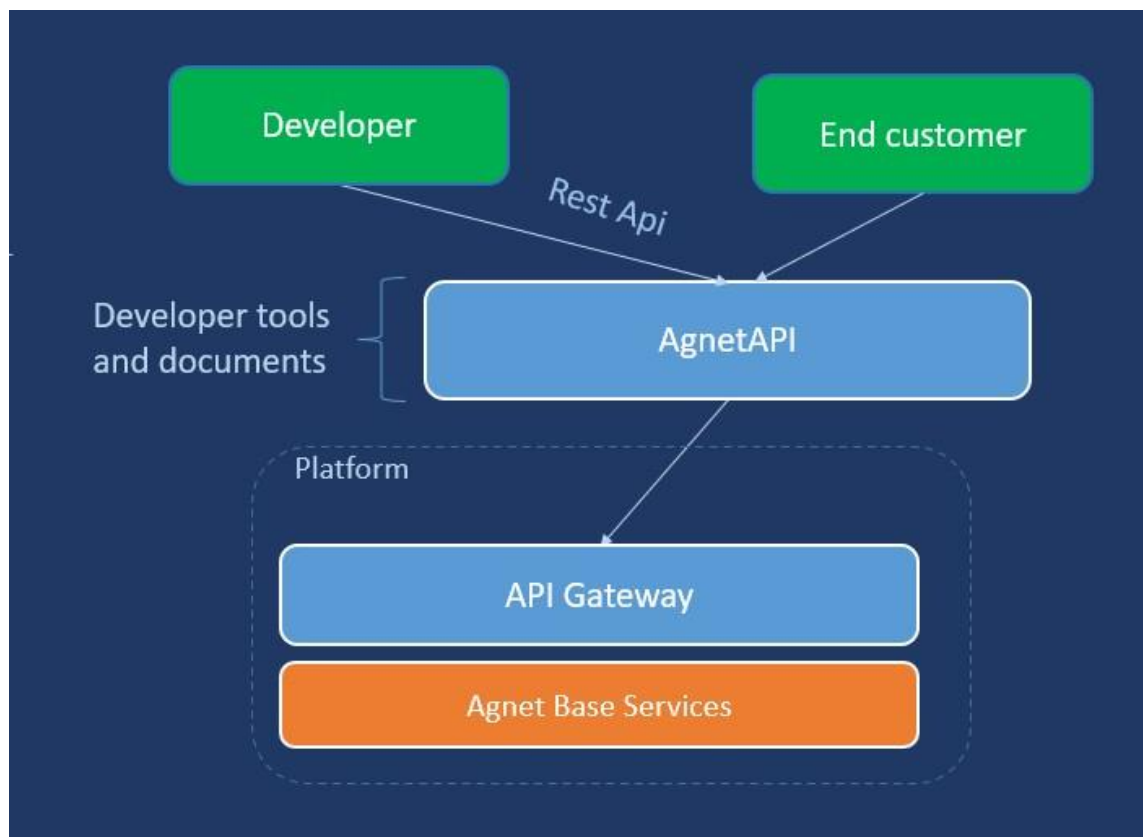 Developer
End customer
Rest Api
Developer tools
and documents
AgnetAPI
Platform
API Gateway
Agnet Base Services